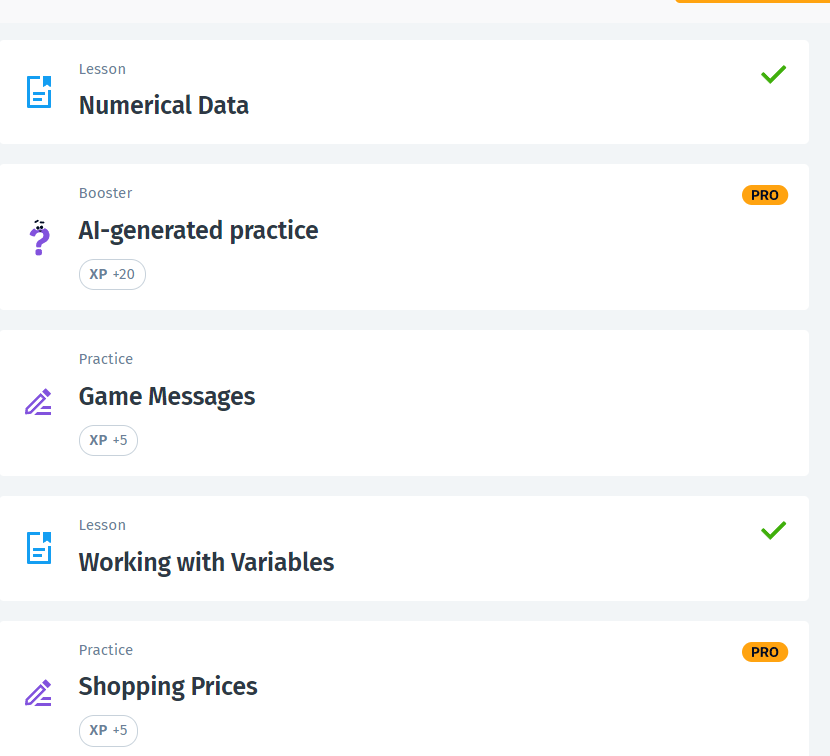 Lesson
Numerical Data
Booster
PRO
AI-generated practice
XP +20
Practice
Game Messages
XP +5
Lesson
Working with Variables
Practice
PRO
Shopping Prices
XP +5